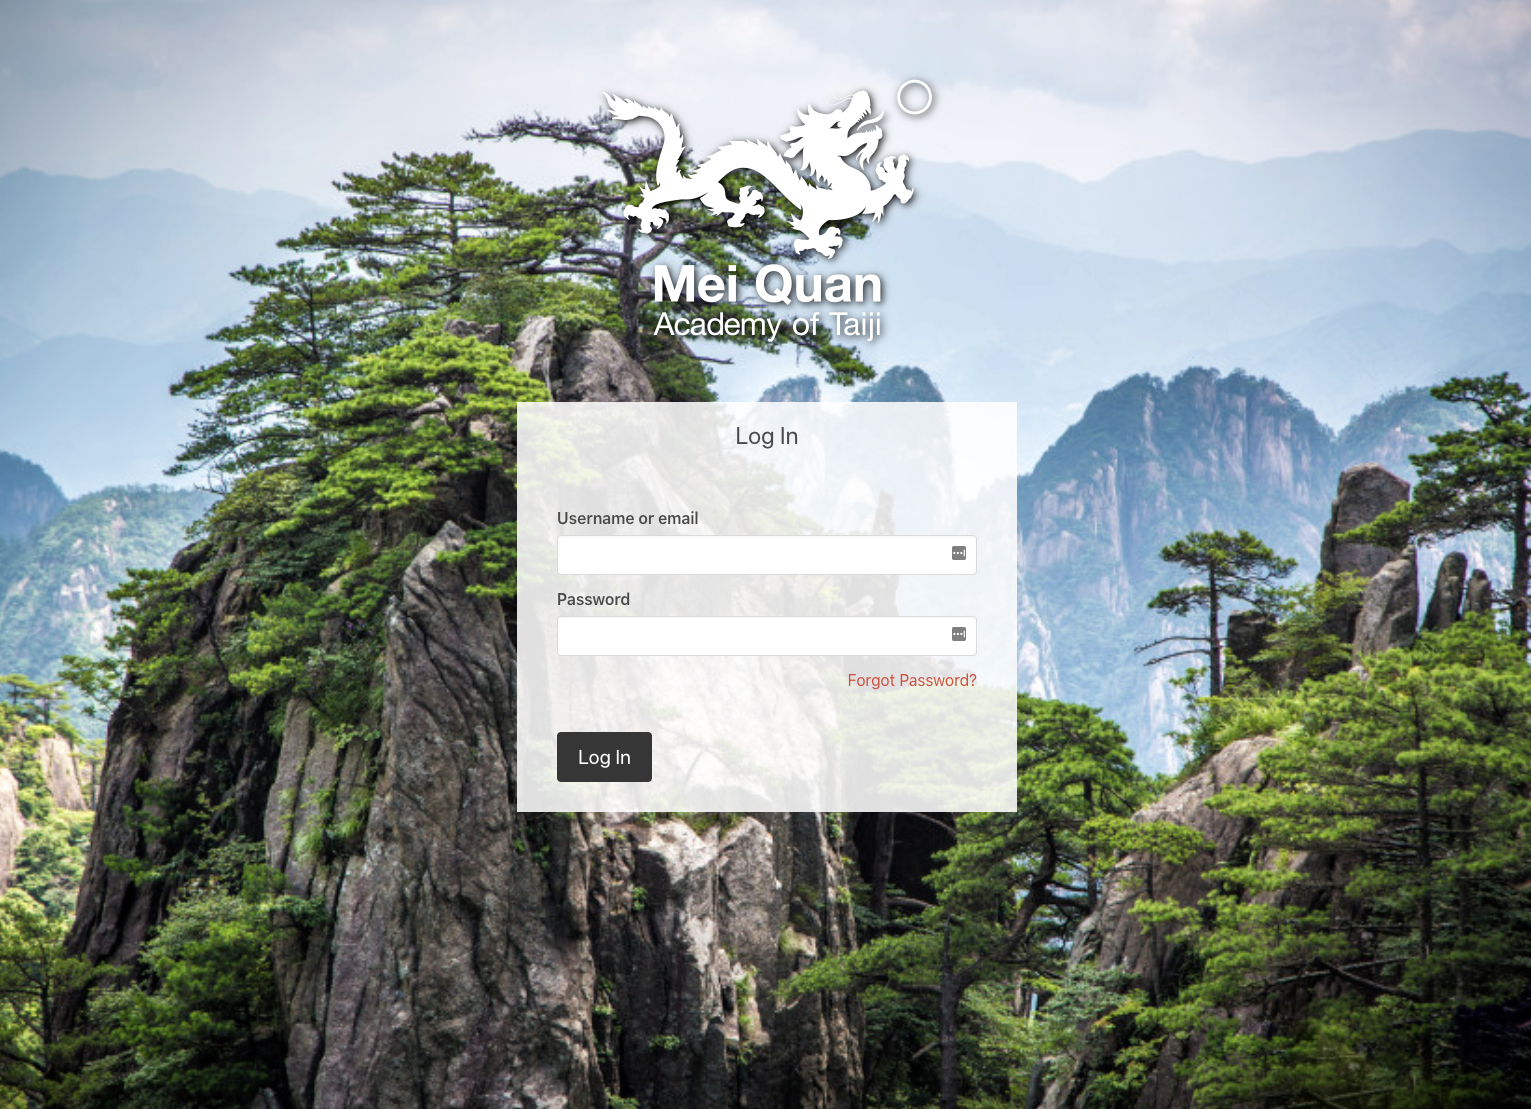 Mei Quan
Academy of Taiji
Log In
Username or email
Password
Forgot Password?
Log In